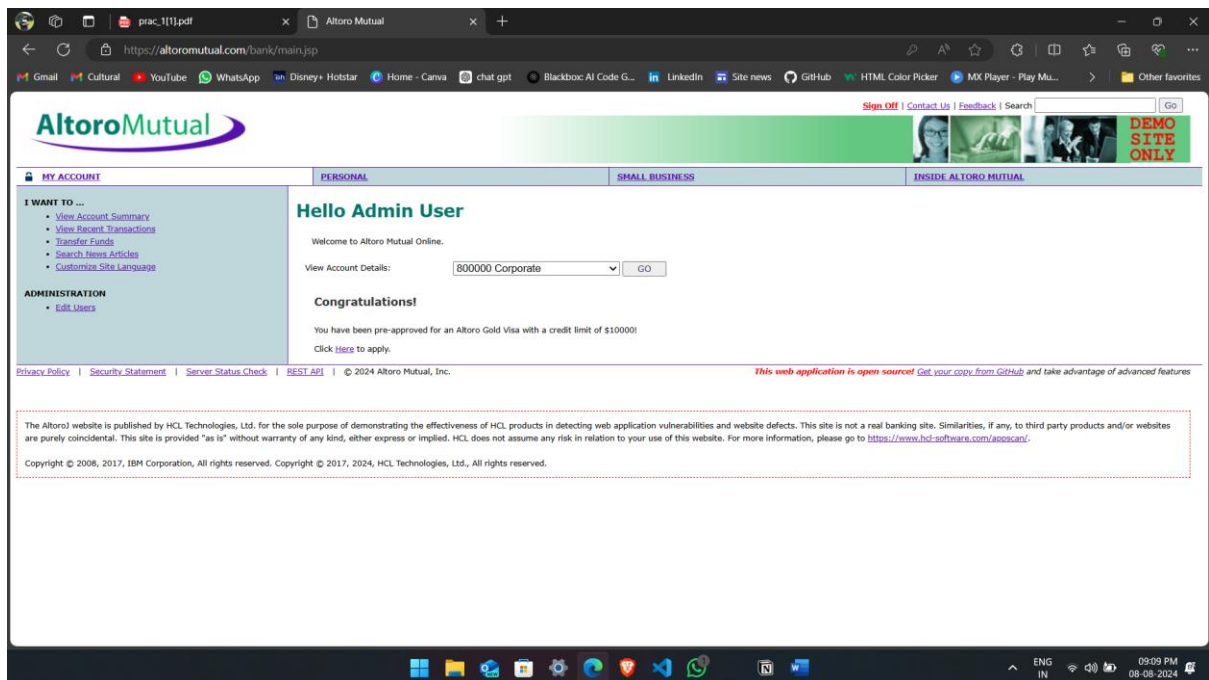 prac_1[1].pdf
Altoro Mutual
https://altoromutual.com/bank/main.jsp
Gmail Cultural YouTube WhatsApp Disney+ Hotstar Home - Canva chat gpt Blackbox AI Code G... LinkedIn Site news GitHub HTML Color Picker MX Player - Play Mu... Other favorites
Sign Off | Contact Us | Feedback | Search Go
AltoroMutual
DEMO
SITE
ONLY
MY ACCOUNT PERSONAL SMALL BUSINESS INSIDE ALTORO MUTUAL
I WANT TO ...
• View Account Summary
• View Recent Transactions
• Transfer Funds
• Search News Articles
• Customize Site Language
ADMINISTRATION
• Edit Users
Hello Admin User
Welcome to Altoro Mutual Online.
View Account Details: 800000 Corporate GO
Congratulations!
You have been pre-approved for an Altoro Gold Visa with a credit limit of $10000!
Click Here to apply.
Privacy Policy | Security Statement | Server Status Check | REST API | © 2024 Altoro Mutual, Inc. This web application is open source! Get your copy from GitHub and take advantage of advanced features
The AltoroJ website is published by HCL Technologies, Ltd. for the sole purpose of demonstrating the effectiveness of HCL products in detecting web application vulnerabilities and website defects. This site is not a real banking site. Similarities, if any, to third party products and/or websites
are purely coincidental. This site is provided "as is" without warranty of any kind, either express or implied. HCL does not assume any risk in relation to your use of this website. For more information, please go to https://www.hcl-software.com/appscan/.
Copyright © 2008, 2017, IBM Corporation, All rights reserved. Copyright © 2017, 2024, HCL Technologies, Ltd., All rights reserved.
ENG
IN
09:09 PM
08-08-2024